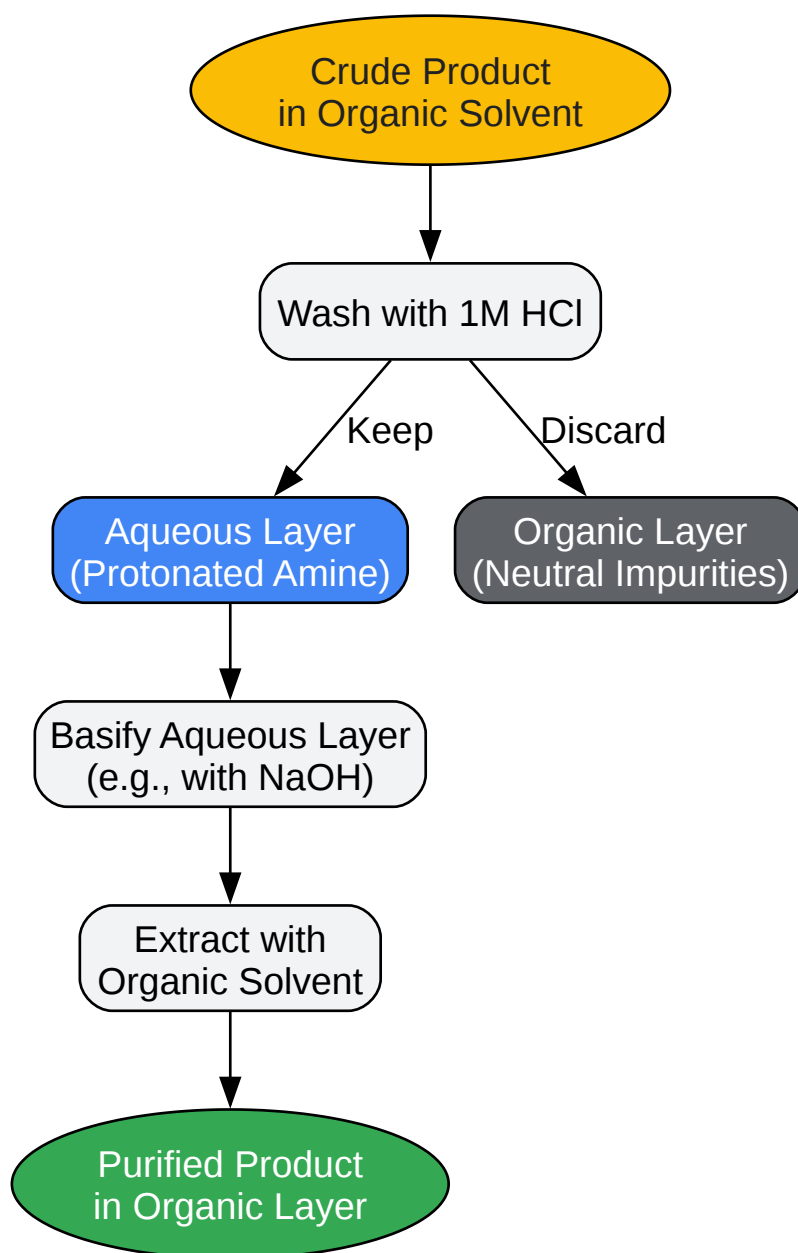 Crude Product
in Organic Solvent
Wash with 1M HCl
Keep
Discard
Aqueous Layer
(Protonated Amine)
Organic Layer
(Neutral Impurities)
Basify Aqueous Layer
(e.g., with NaOH)
Extract with
Organic Solvent
Purified Product
in Organic Layer